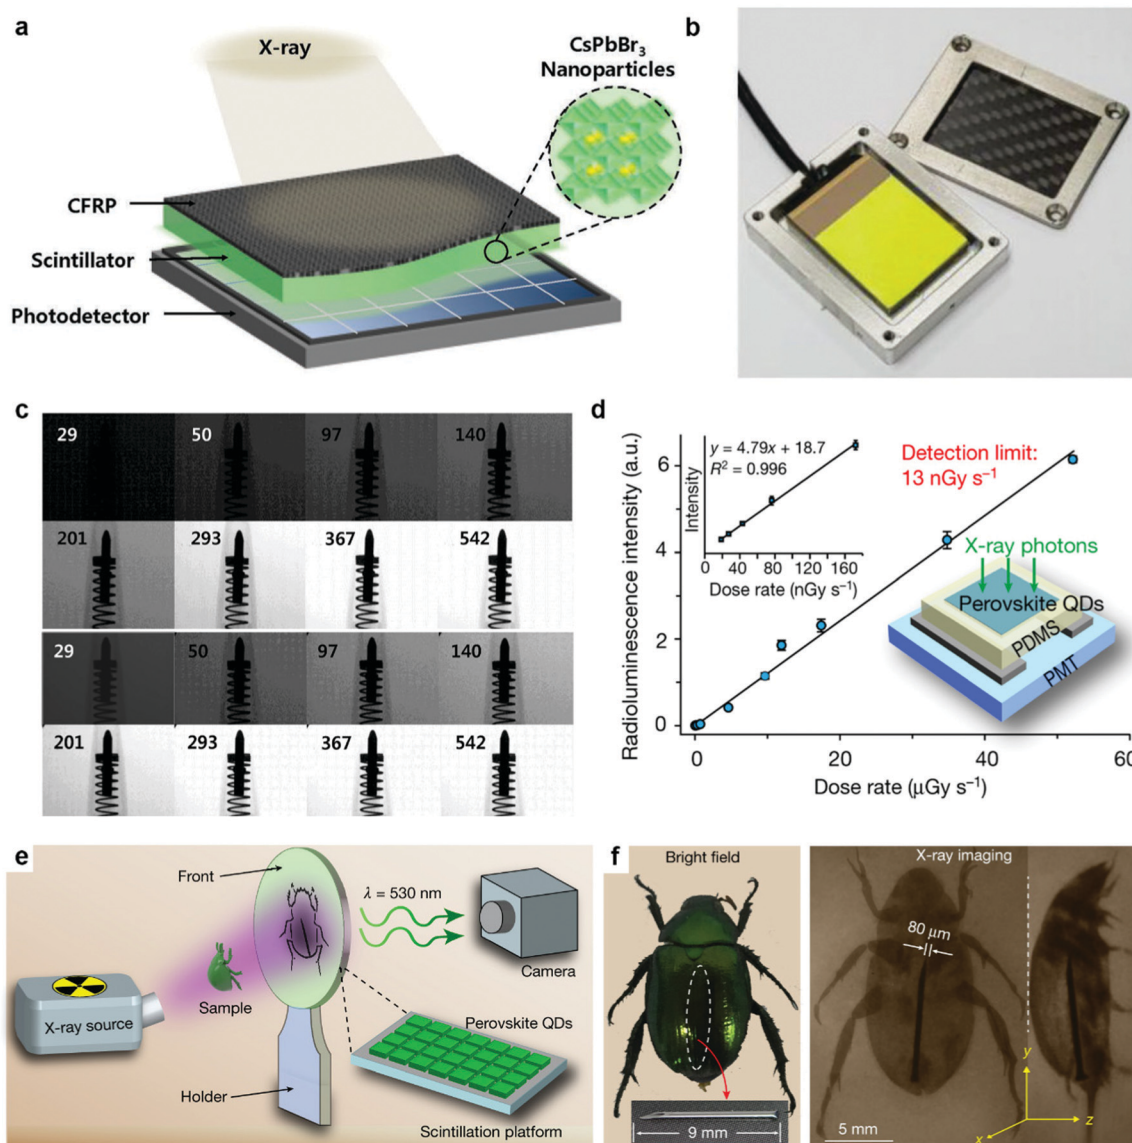 a
X-ray
CsPbBr₃
Nanoparticles
CFRP
Scintillator
Photodetector
b
c
29 50 97 140
201 293 367 542
29 50 97 140
201 293 367 542
d
Radioluminescence intensity (a.u.)
6
4
2
0
0 20 40 60
Dose rate (μGy s⁻¹)
y = 4.79x + 18.7
R² = 0.996
Intensity
0 40 80 120 160
Dose rate (nGy s⁻¹)
Detection limit:
13 nGy s⁻¹
X-ray photons
Perovskite QDs
PDMS
PMT
e
Front
λ = 530 nm
Camera
Sample
X-ray source
Perovskite QDs
Holder
Scintillation platform
f
Bright field
9 mm
X-ray imaging
80 μm
y
z
x
5 mm